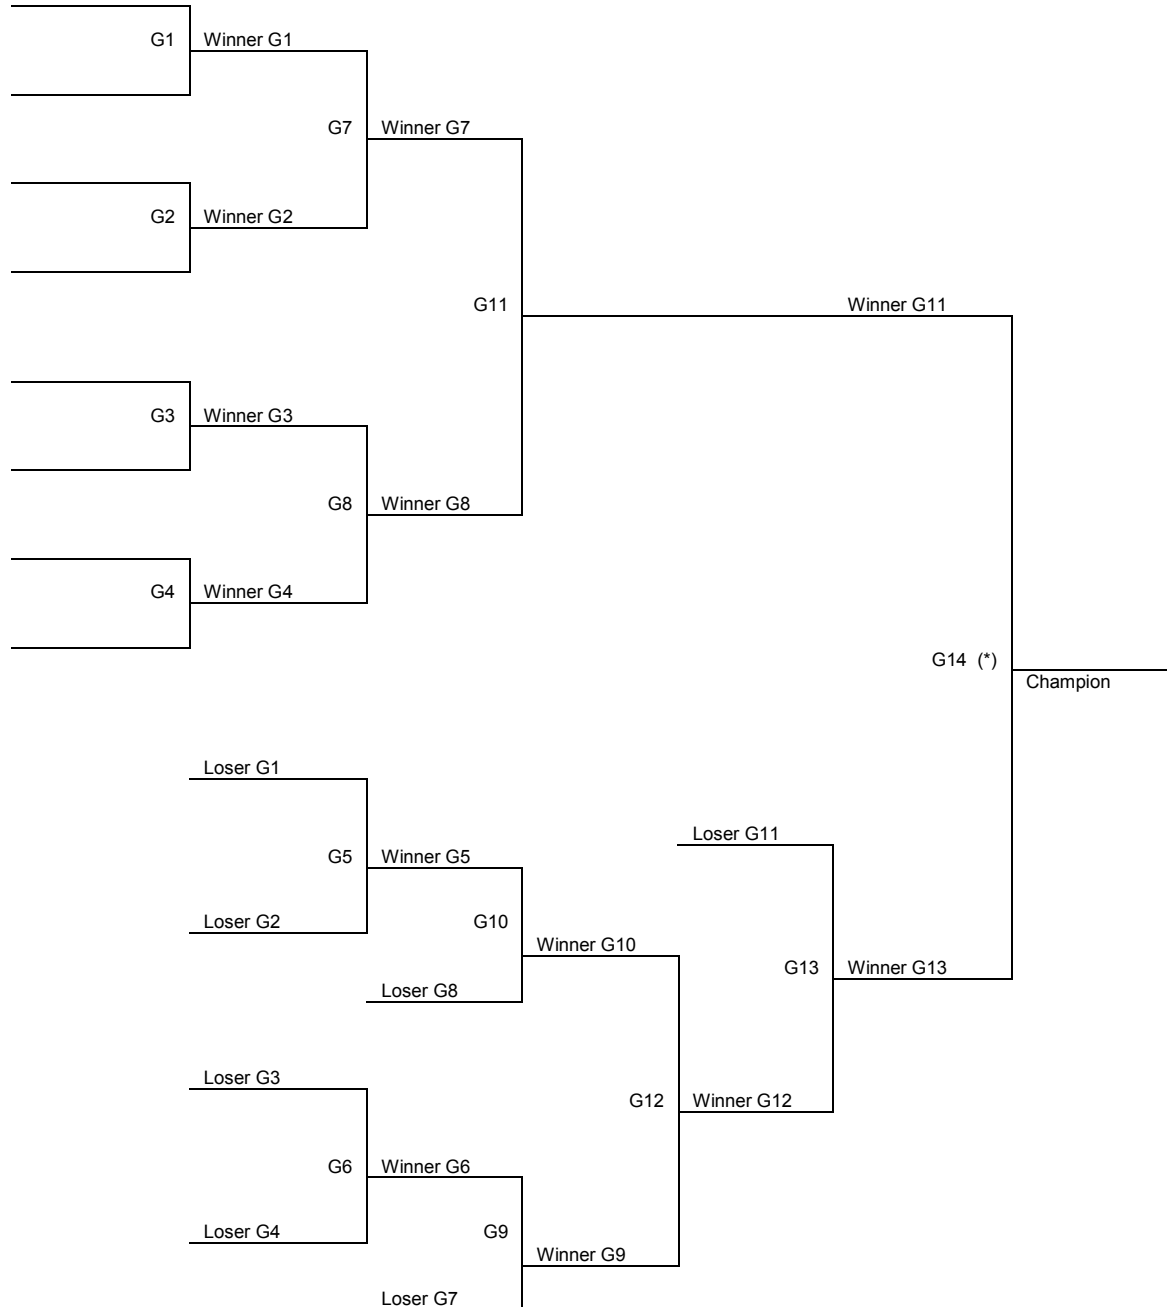 G1
Winner G1
G7
Winner G7
G2
Winner G2
G11
Winner G11
G3
Winner G3
G8
Winner G8
G4
Winner G4
G14 (*)
Champion
Loser G1
Loser G11
G5
Winner G5
Loser G2
G10
Winner G10
G13
Winner G13
Loser G8
Loser G3
G12
Winner G12
G6
Winner G6
Loser G4
G9
Winner G9
Loser G7